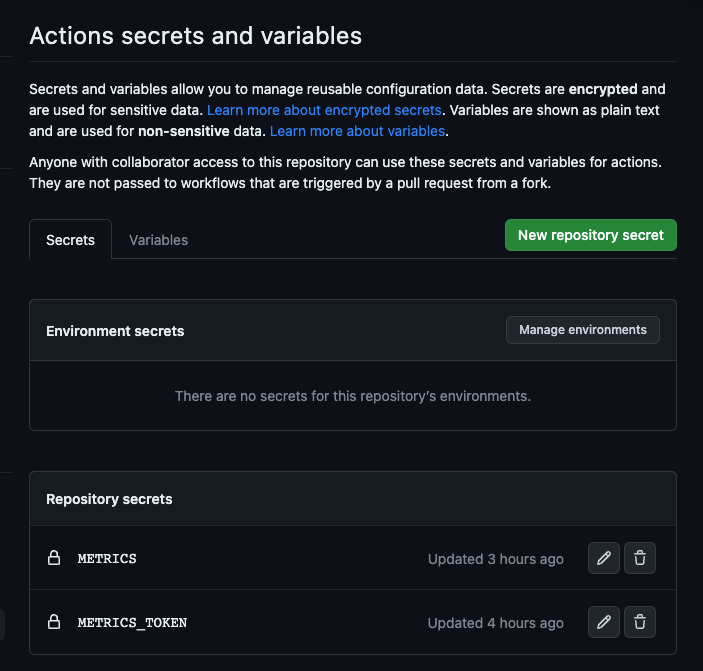 Actions secrets and variables
Secrets and variables allow you to manage reusable configuration data. Secrets are encrypted and
are used for sensitive data. Learn more about encrypted secrets. Variables are shown as plain text
and are used for non-sensitive data. Learn more about variables.
Anyone with collaborator access to this repository can use these secrets and variables for actions.
They are not passed to workflows that are triggered by a pull request from a fork.
Secrets
Variables
New repository secret
Environment secrets
Manage environments
There are no secrets for this repository’s environments.
Repository secrets
METRICS
Updated 3 hours ago
METRICS_TOKEN
Updated 4 hours ago